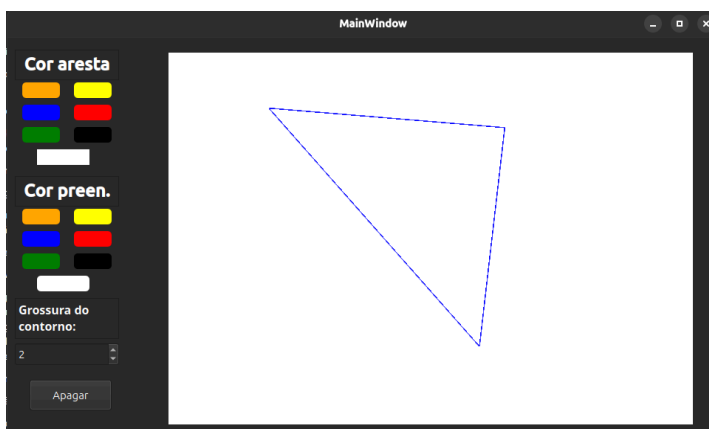 MainWindow
Cor aresta
Cor preen.
Grossura do
contorno:
2
Apagar